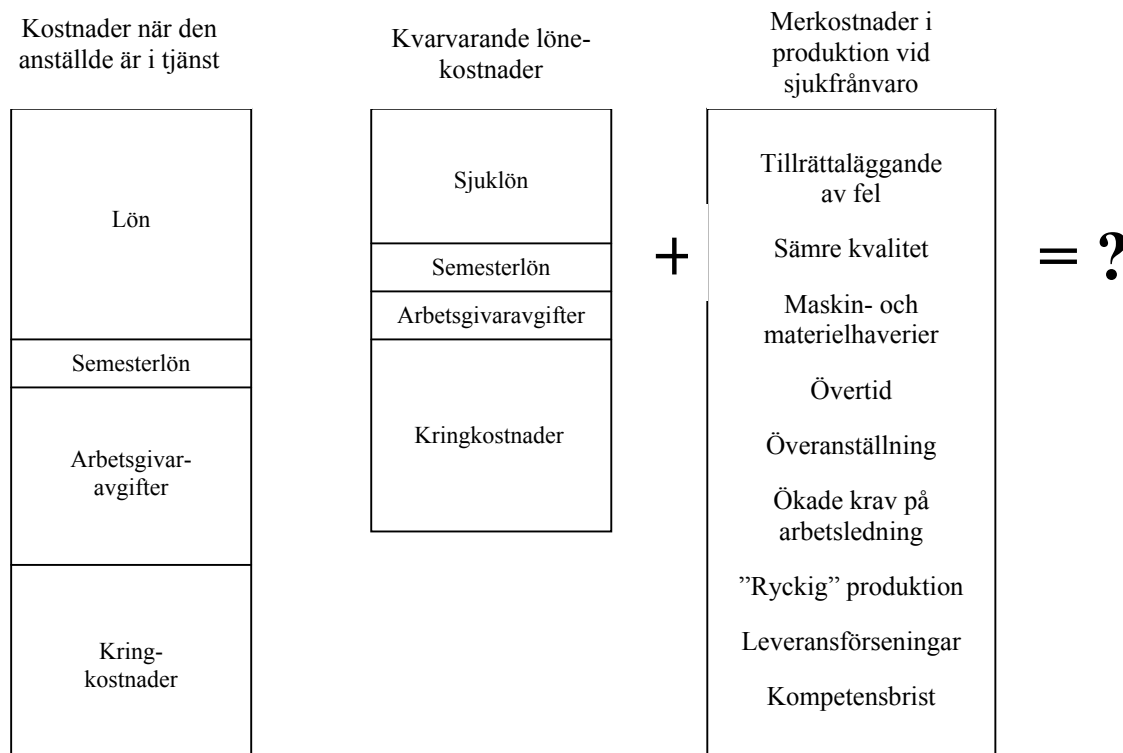 Kostnader när den
anställde är i tjänst
Lön
Semesterlön
Arbetsgivar-
avgifter
Kring-
kostnader
Kvarvarande löne-
kostnader
Sjuklön
Semesterlön
Arbetsgivaravgifter
Kringkostnader
+
Merkostnader i
produktion vid
sjukfrånvaro
Tillrättaläggande
av fel
Sämre kvalitet
Maskin- och
materielhaverier
Övertid
Överanställning
Ökade krav på
arbetsledning
”Ryckig” produktion
Leveransförseningar
Kompetensbrist
= ?